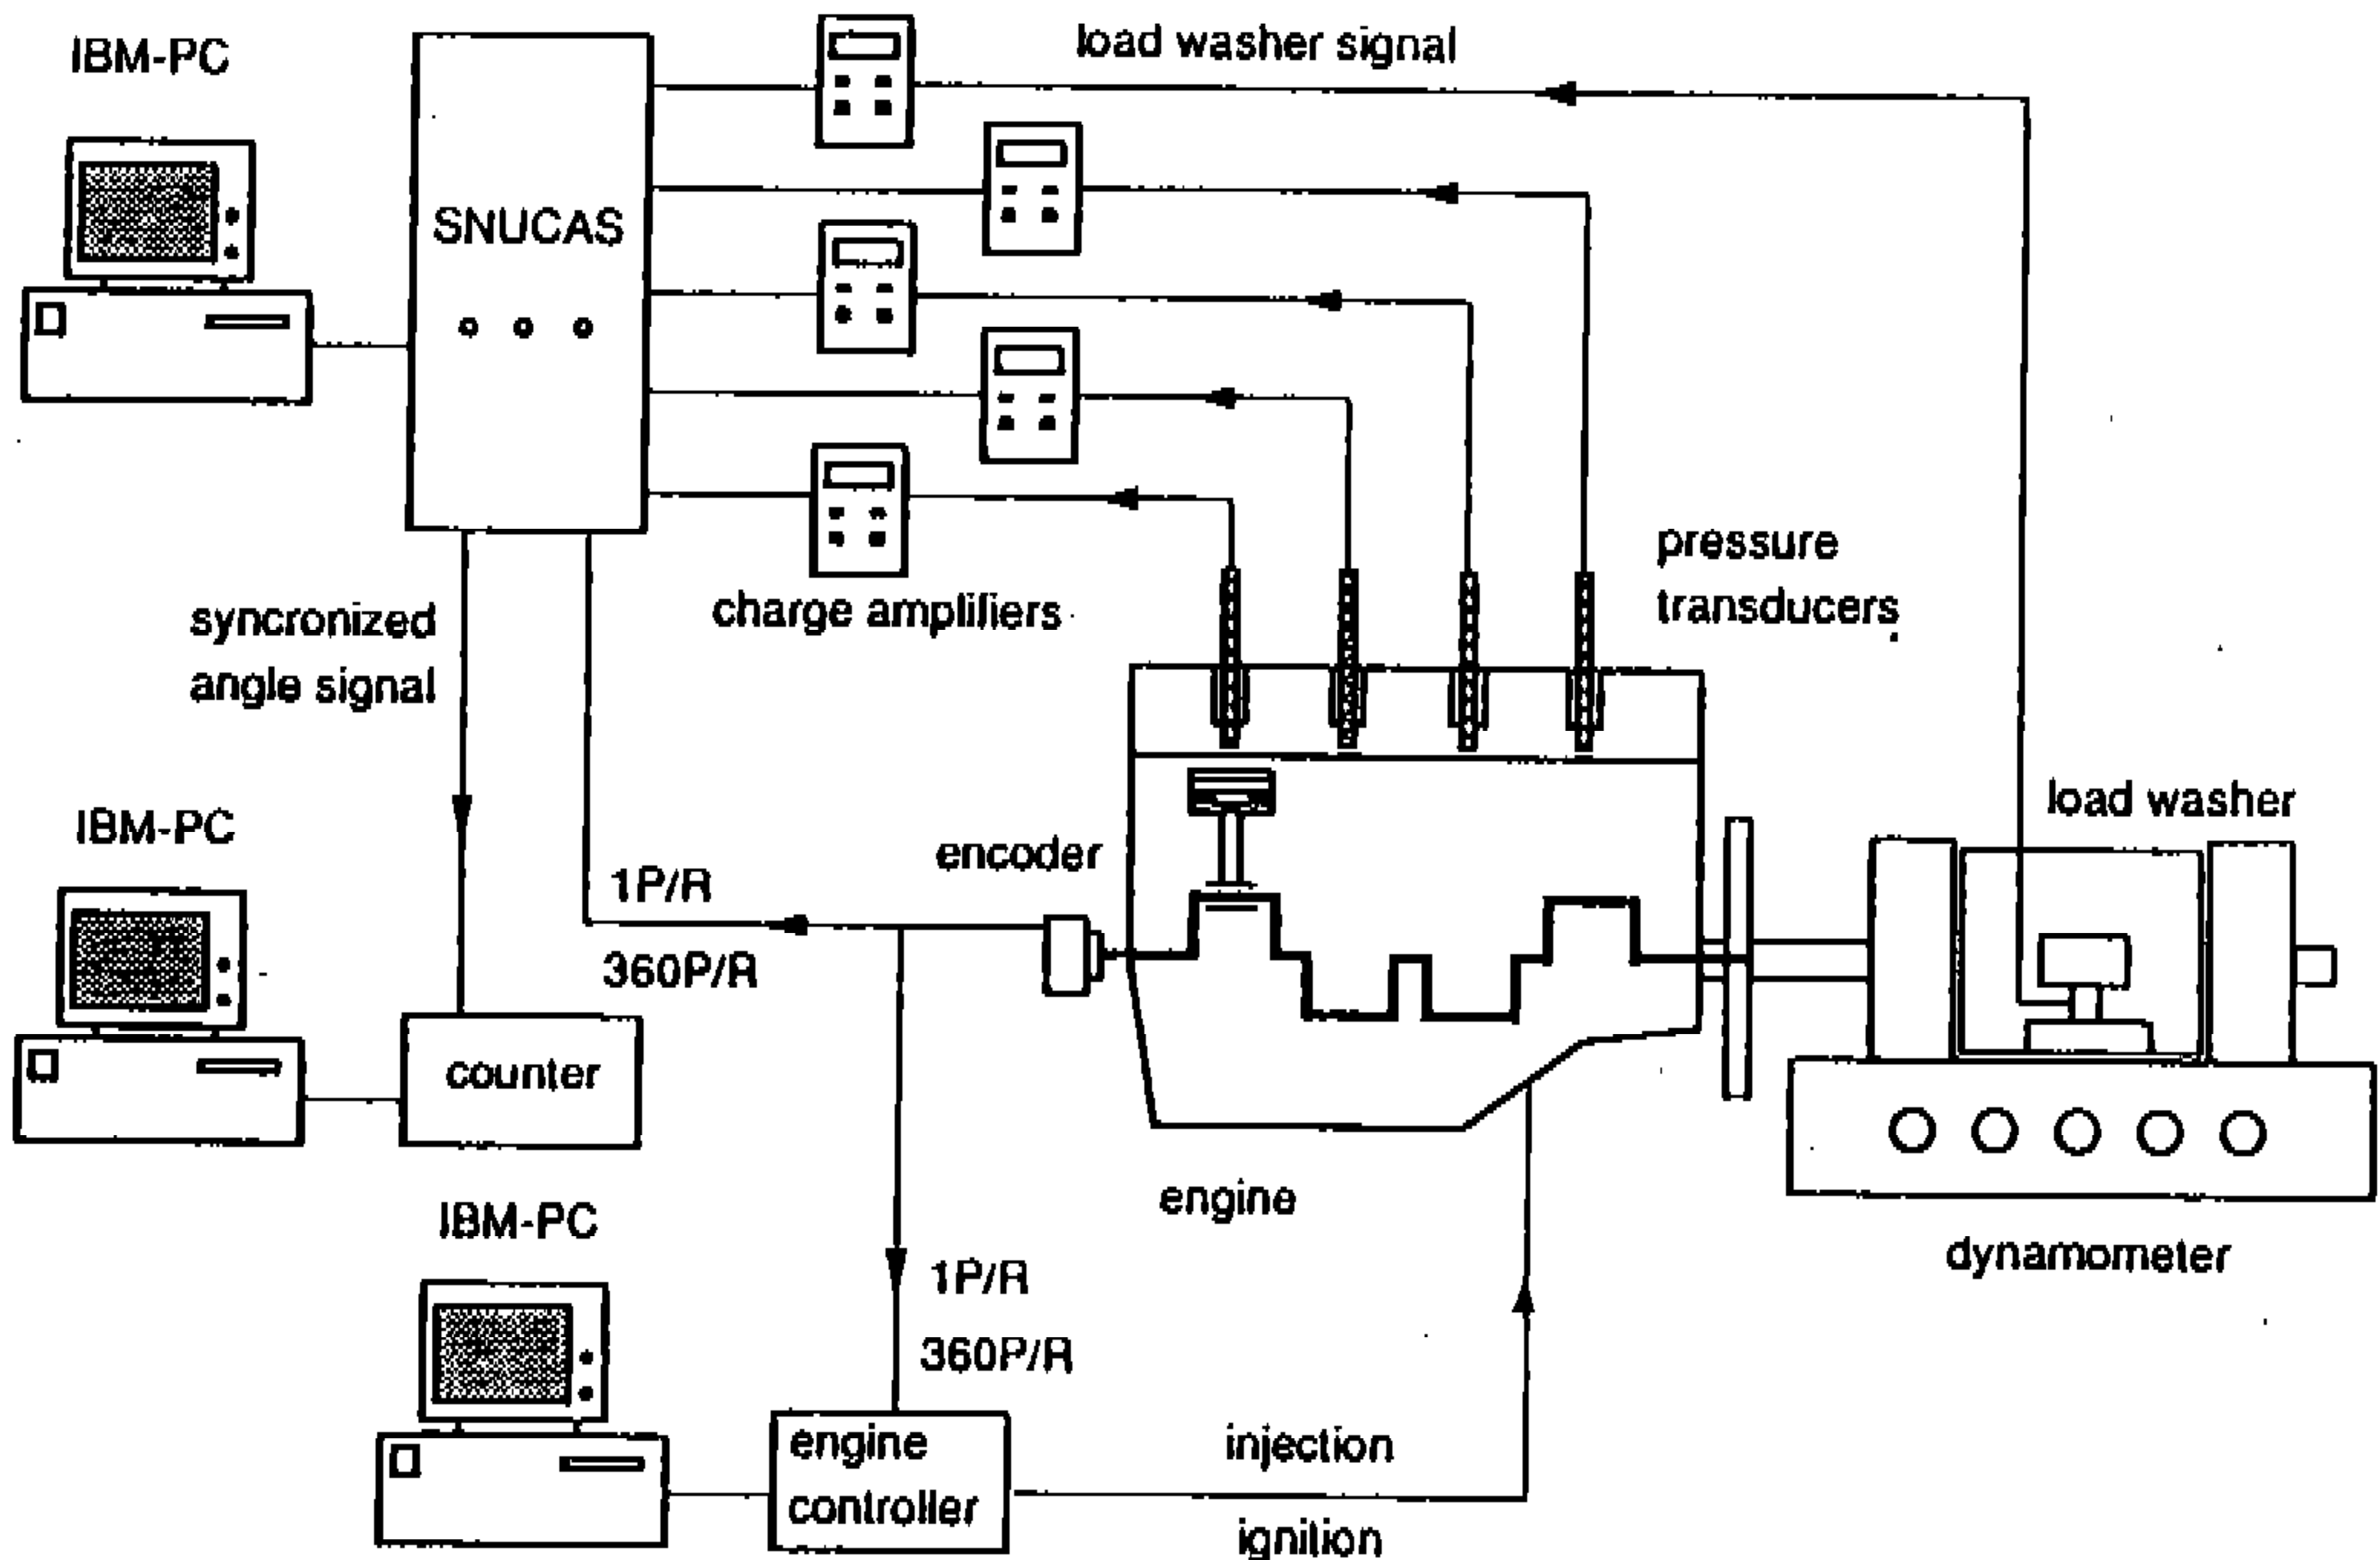 IBM-PC
load washer signal
SNUCAS
pressure
transducers
charge amplifiers
syncronized
angle signal
load washer
IBM-PC
encoder
1P/R
360P/R
counter
engine
IBM-PC
dynamometer
1P/R
360P/R
engine
controller
injection
ignition